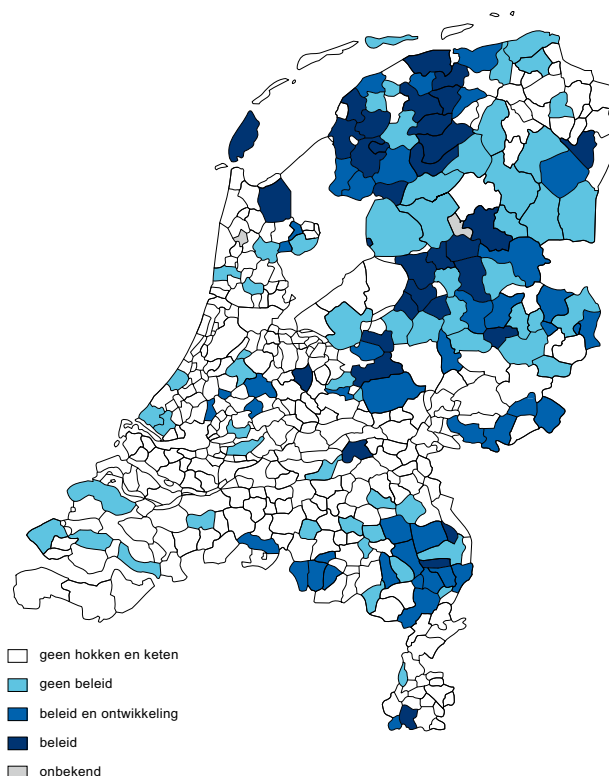 geen hokken en keten
geen beleid
beleid en ontwikkeling
beleid
onbekend